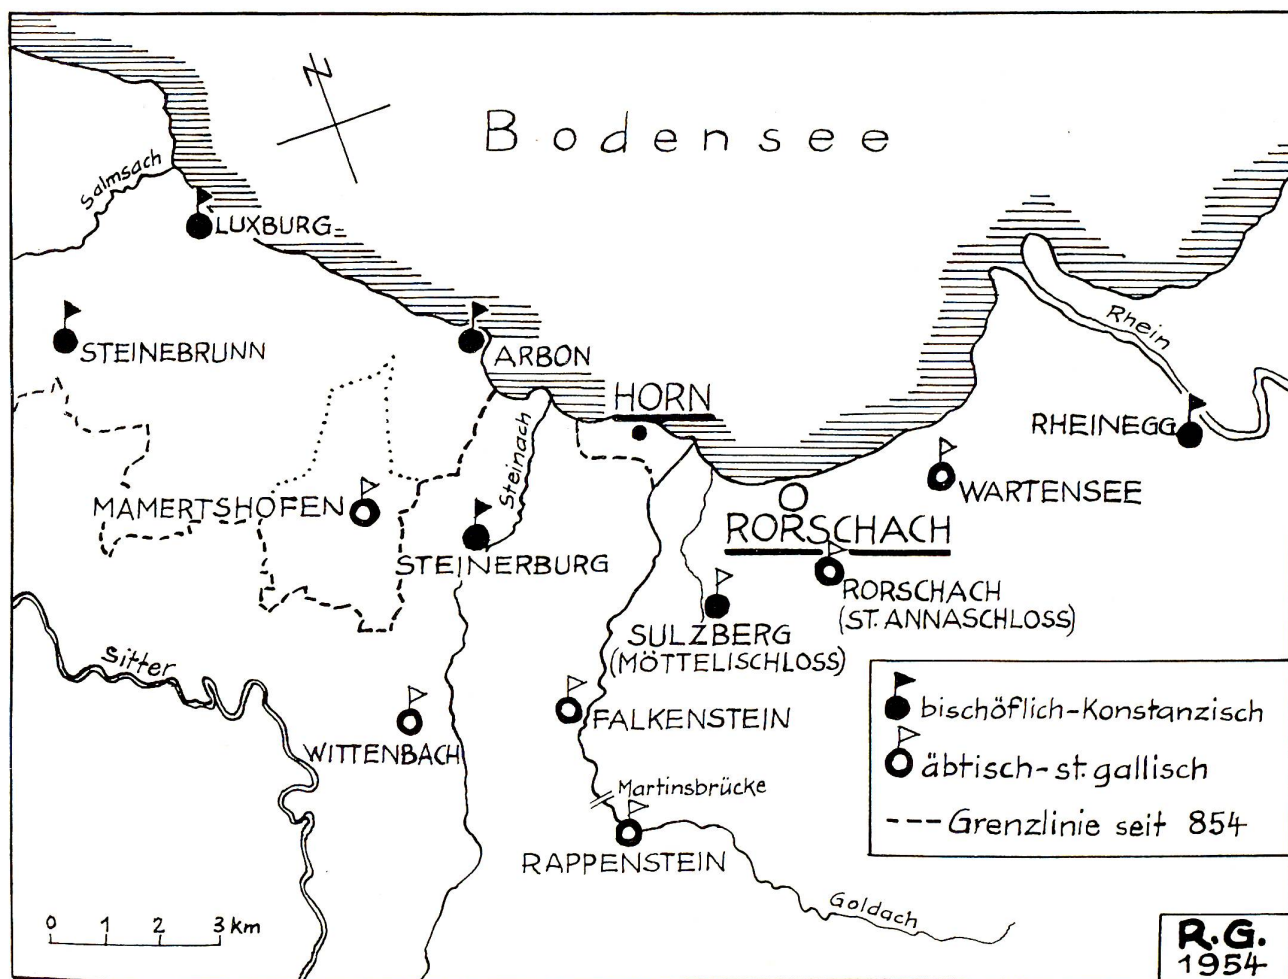 N
Bodensee
Salmsach
LUXBURG
STEINEBRUNN
ARBON
HORN
Rhein
RHEINEGG
Steinach
MAMERTSHOFEN
WARTENSEE
RORSCHACH
STEINERBURG
RORSCHACH
(ST. ANNASCHLOSS)
SULZBERG
(MÖTTELISCHLOSS)
Sitter
FALKENSTEIN
WITTENBACH
Martinsbrücke
RAPPENSTEIN
Goldach
bischöflich-Konstanzisch
äbtisch-st.gallisch
Grenzlinie seit 854
0 1 2 3 km
R.G.
1954